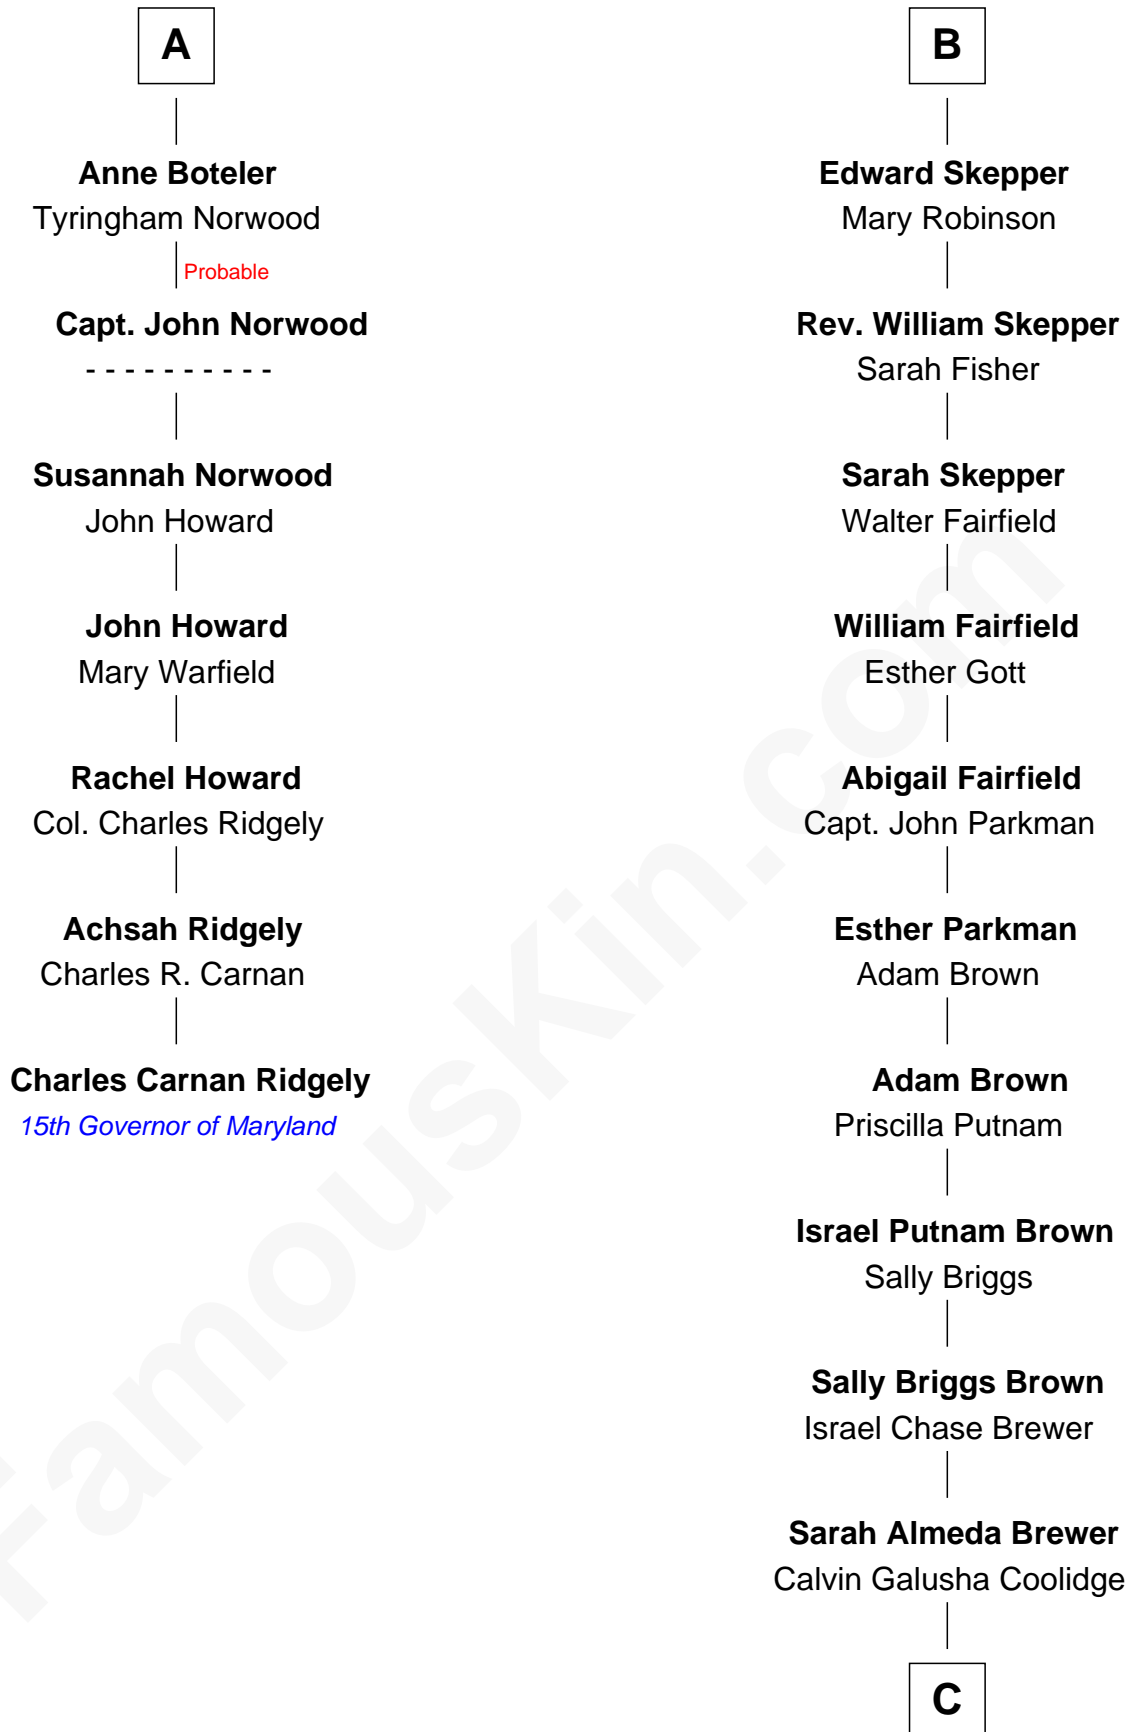 A
Anne Boteler
Tyringham Norwood
Probable
Capt. John Norwood
- - - - - - - - - -
Susannah Norwood
John Howard
John Howard
Mary Warfield
Rachel Howard
Col. Charles Ridgely
Achsah Ridgely
Charles R. Carnan
Charles Carnan Ridgely
15th Governor of Maryland
B
Edward Skepper
Mary Robinson
Rev. William Skepper
Sarah Fisher
Sarah Skepper
Walter Fairfield
William Fairfield
Esther Gott
Abigail Fairfield
Capt. John Parkman
Esther Parkman
Adam Brown
Adam Brown
Priscilla Putnam
Israel Putnam Brown
Sally Briggs
Sally Briggs Brown
Israel Chase Brewer
Sarah Almeda Brewer
Calvin Galusha Coolidge
C
FamousKin.com